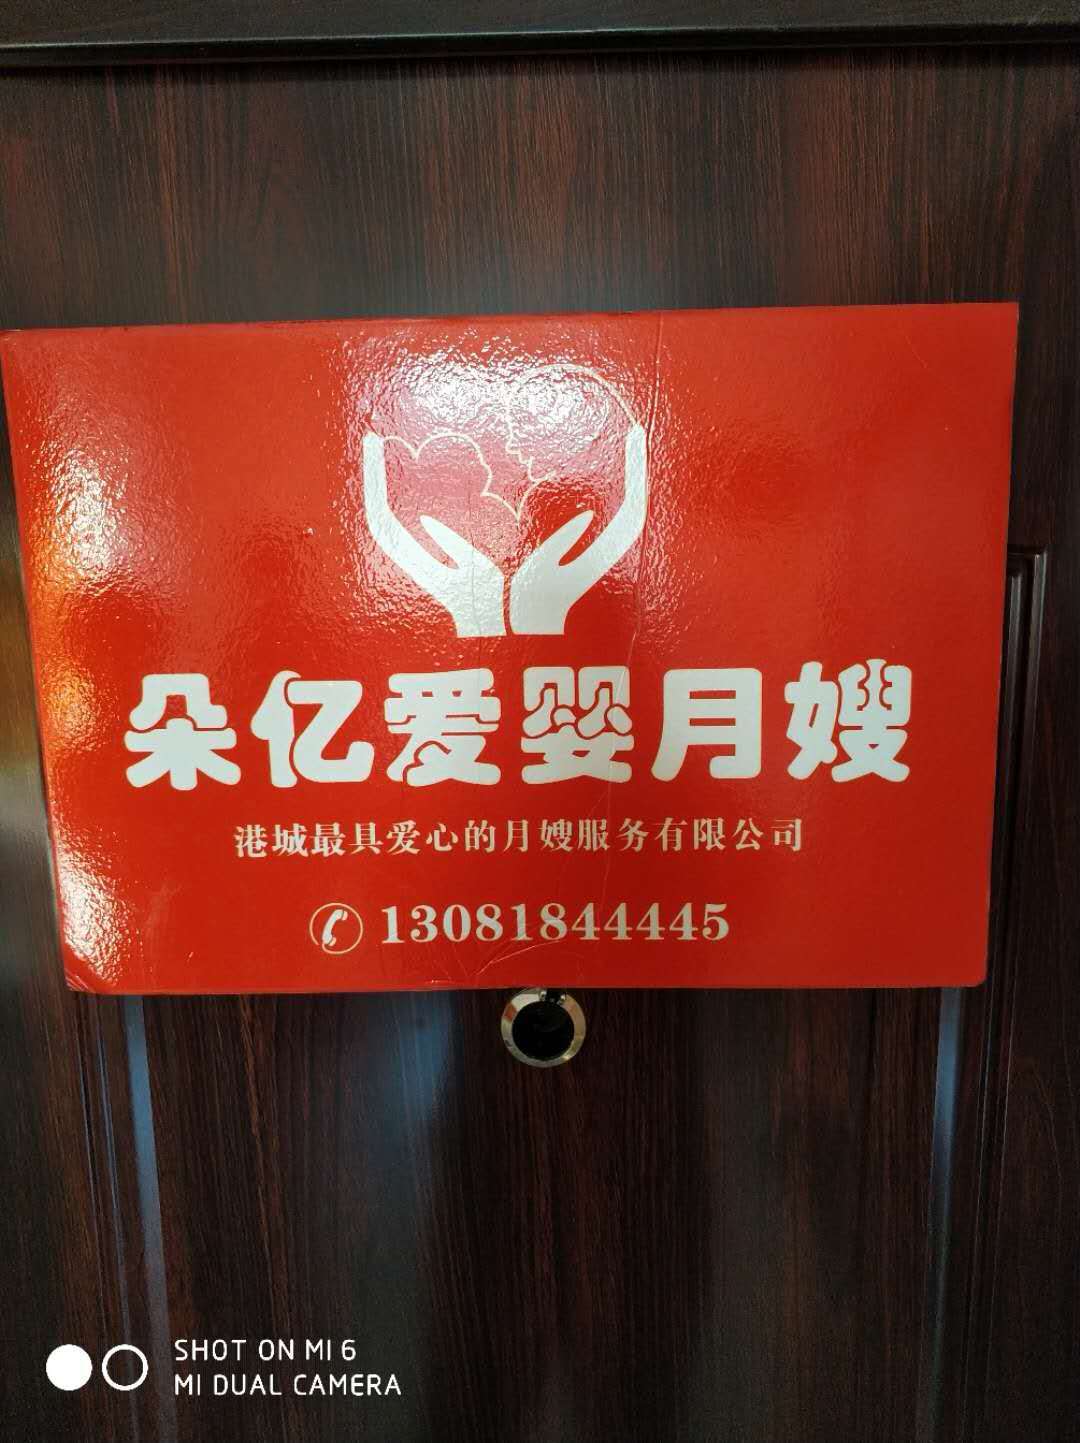 朵亿爱婴月嫂
港城最具爱心的月嫂服务有限公司
13081844445
SHOT ON MI 6
MI DUAL CAMERA